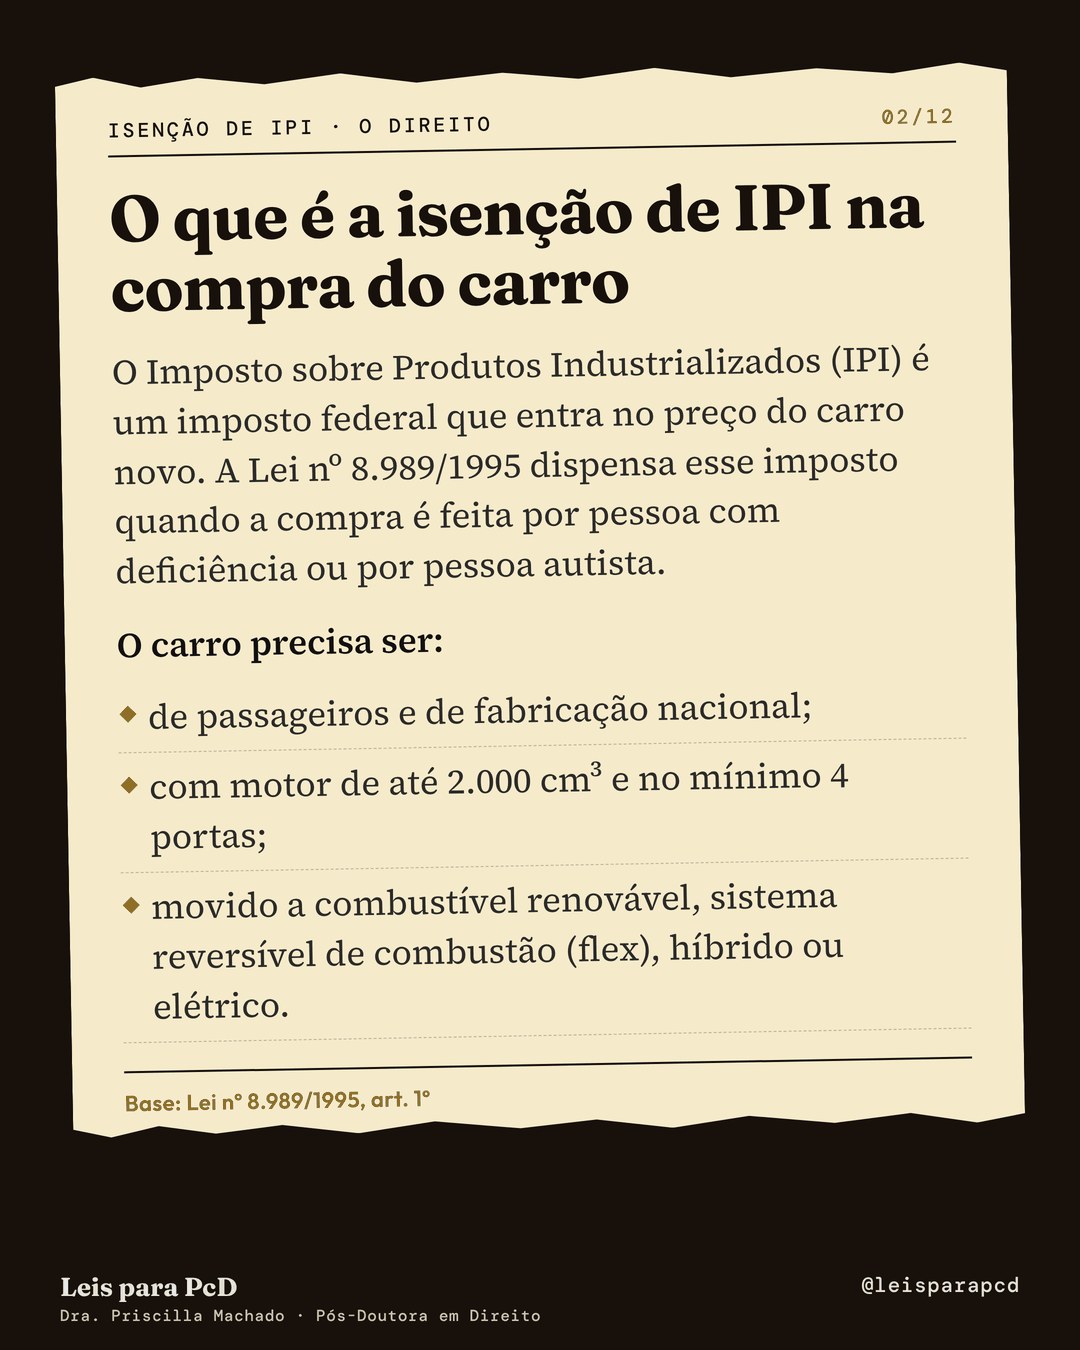 ISENÇÃO DE IPI · O DIREITO
02/12
O que é a isenção de IPI na
compra do carro
O Imposto sobre Produtos Industrializados (IPI) é
um imposto federal que entra no preço do carro
novo. A Lei nº 8.989/1995 dispensa esse imposto
quando a compra é feita por pessoa com
deficiência ou por pessoa autista.
O carro precisa ser:
de passageiros e de fabricação nacional;
com motor de até 2.000 cm³ e no mínimo 4
portas;
movido a combustível renovável, sistema
reversível de combustão (flex), híbrido ou
elétrico.
Base: Lei nº 8.989/1995, art. 1º
Leis para PcD
Dra. Priscilla Machado · Pós-Doutora em Direito
@leisparapcd